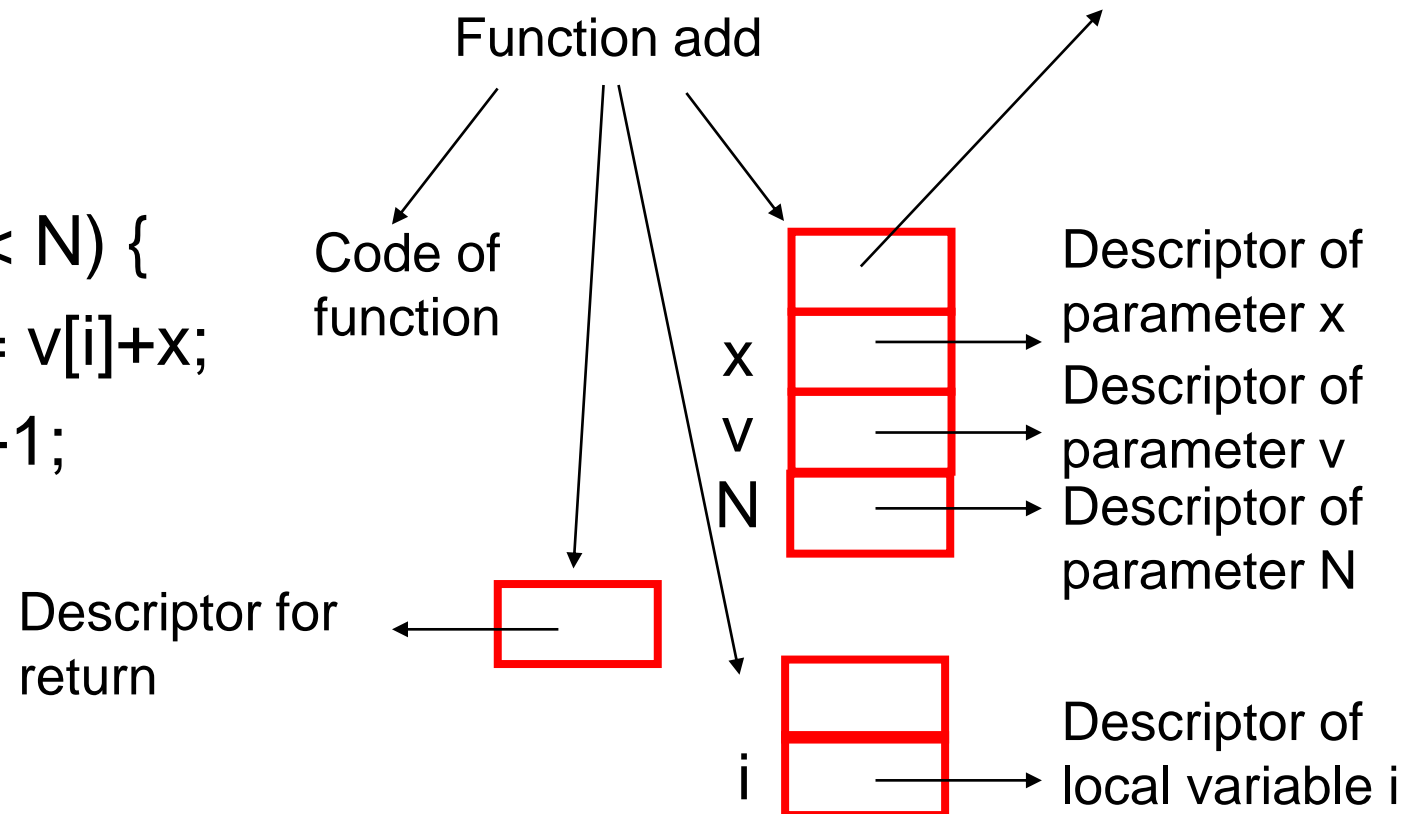 Function add
< N) {
= v[i]+x;
-1;
Code of
function
x
v
N
Descriptor of
parameter x
Descriptor of
parameter v
Descriptor of
parameter N
Descriptor for
return
i
Descriptor of
local variable i